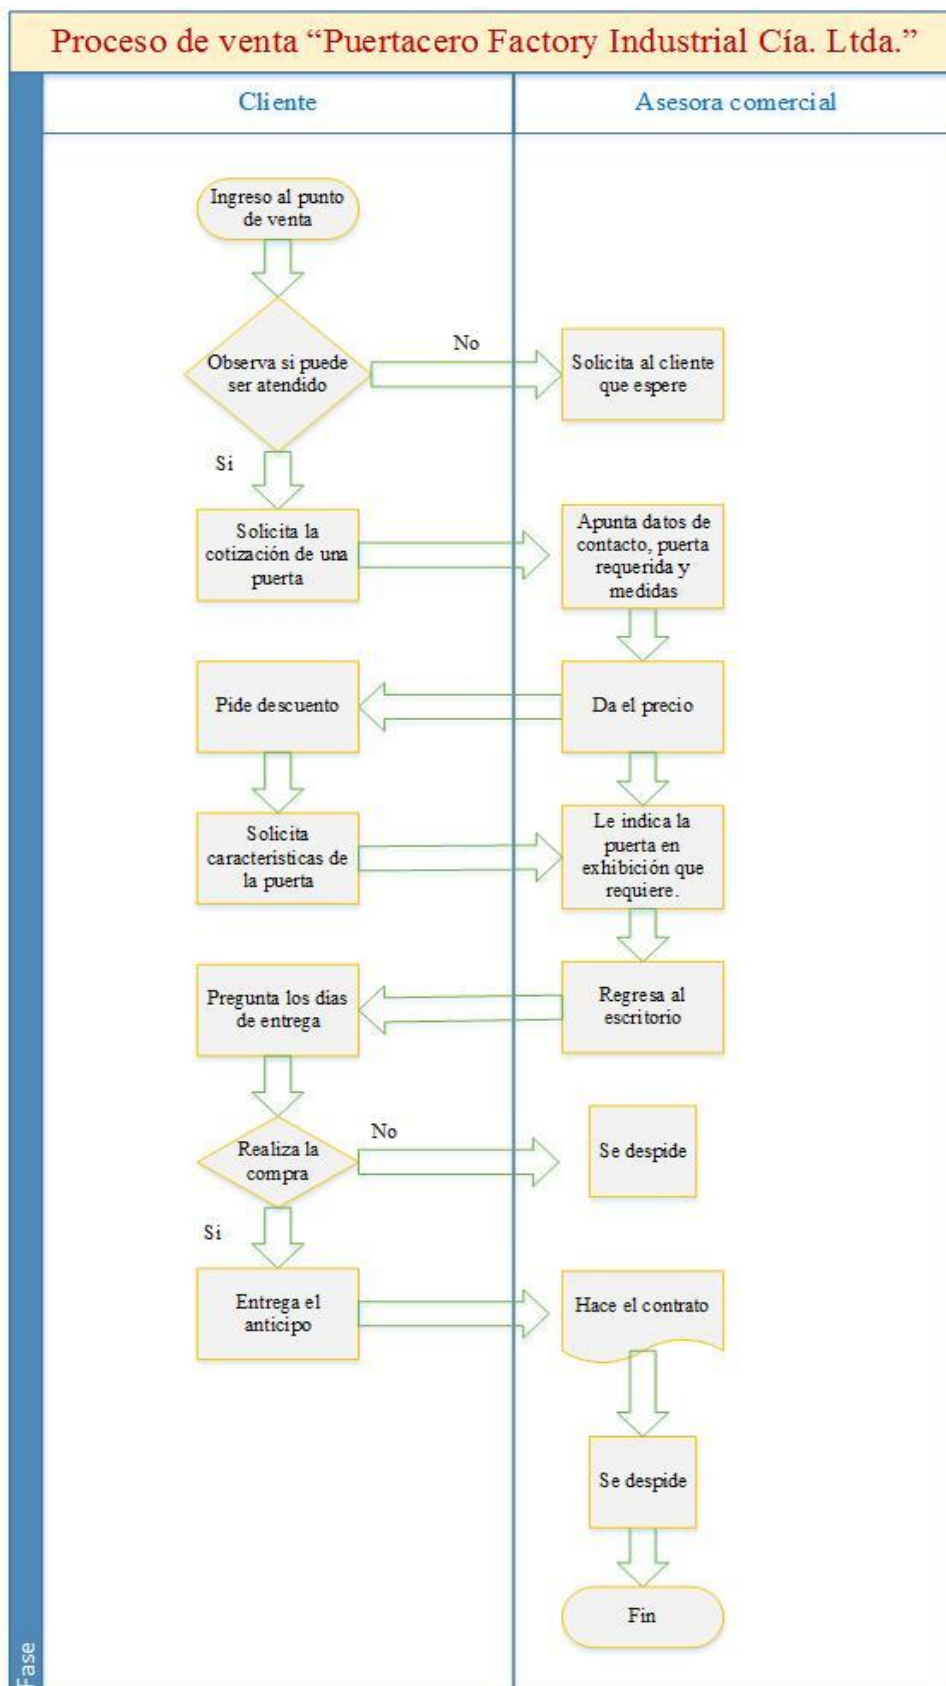 Proceso de venta “Puertacero Factory Industrial Cía. Ltda.”
Cliente
Asesora comercial
Ingreso al punto
de venta
Observa si puede
ser atendido
No
Solicita al cliente
que espere
Si
Solicita la
cotización de una
puerta
Apunta datos de
contacto, puerta
requerida y
medidas
Pide descuento
Da el precio
Solicita
características de
la puerta
Le indica la
puerta en
exhibición que
requiere.
Pregunta los días
de entrega
Regresa al
escritorio
Realiza la
compra
No
Se despide
Si
Entrega el
anticipo
Hace el contrato
Se despide
Fin
Fase